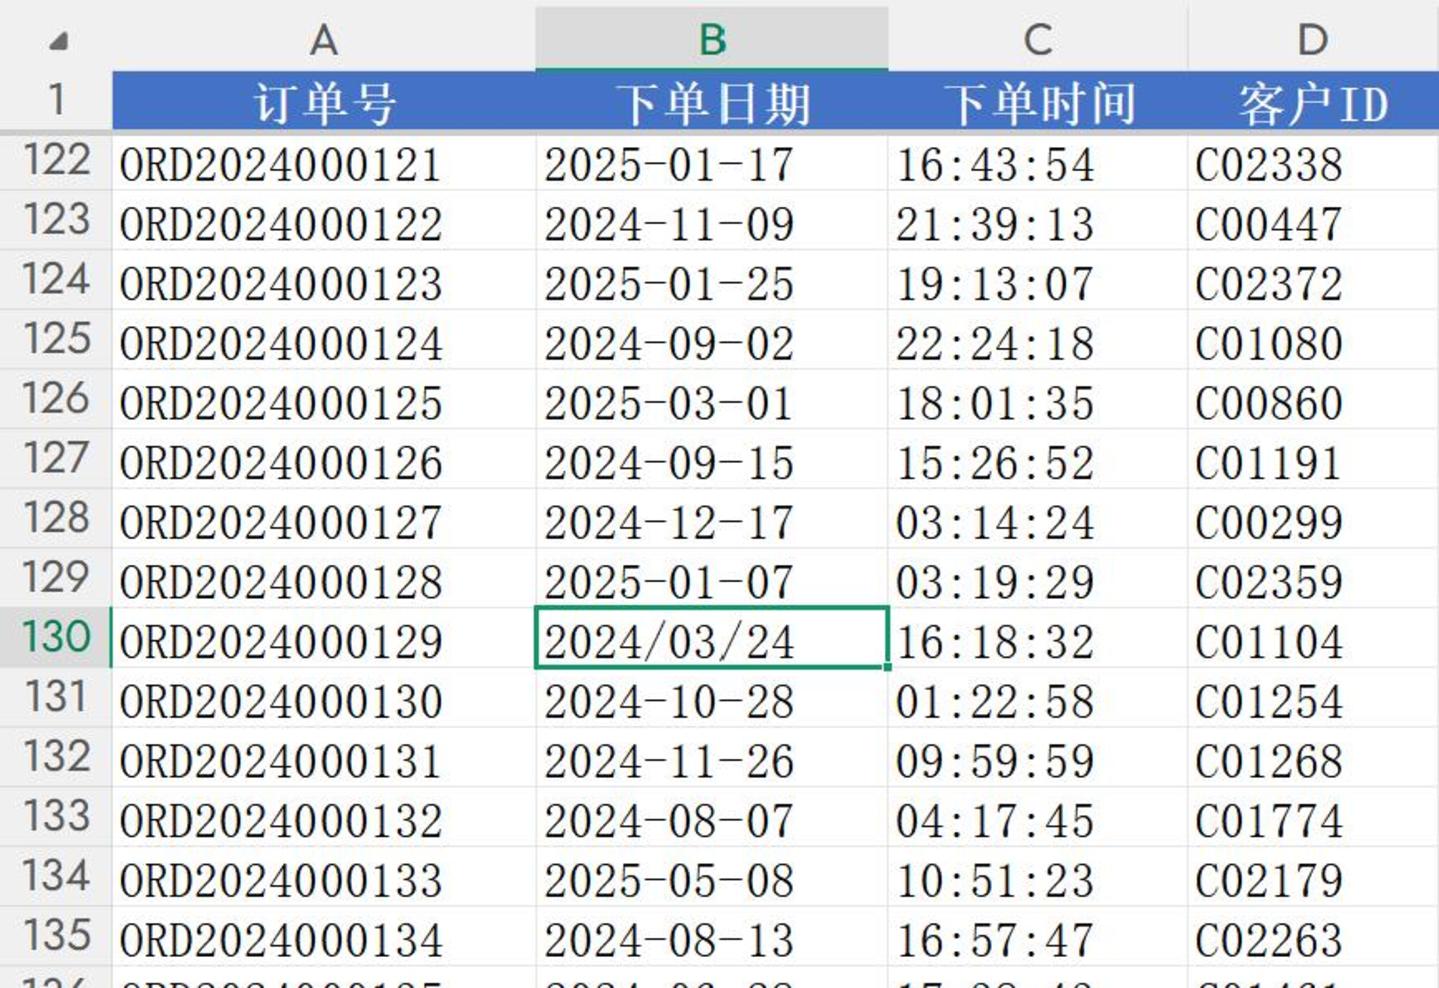 A B C D
1 订单号 下单日期 下单时间 客户ID
122 ORD2024000121 2025-01-17 16:43:54 C02338
123 ORD2024000122 2024-11-09 21:39:13 C00447
124 ORD2024000123 2025-01-25 19:13:07 C02372
125 ORD2024000124 2024-09-02 22:24:18 C01080
126 ORD2024000125 2025-03-01 18:01:35 C00860
127 ORD2024000126 2024-09-15 15:26:52 C01191
128 ORD2024000127 2024-12-17 03:14:24 C00299
129 ORD2024000128 2025-01-07 03:19:29 C02359
130 ORD2024000129 2024/03/24 16:18:32 C01104
131 ORD2024000130 2024-10-28 01:22:58 C01254
132 ORD2024000131 2024-11-26 09:59:59 C01268
133 ORD2024000132 2024-08-07 04:17:45 C01774
134 ORD2024000133 2025-05-08 10:51:23 C02179
135 ORD2024000134 2024-08-13 16:57:47 C02263